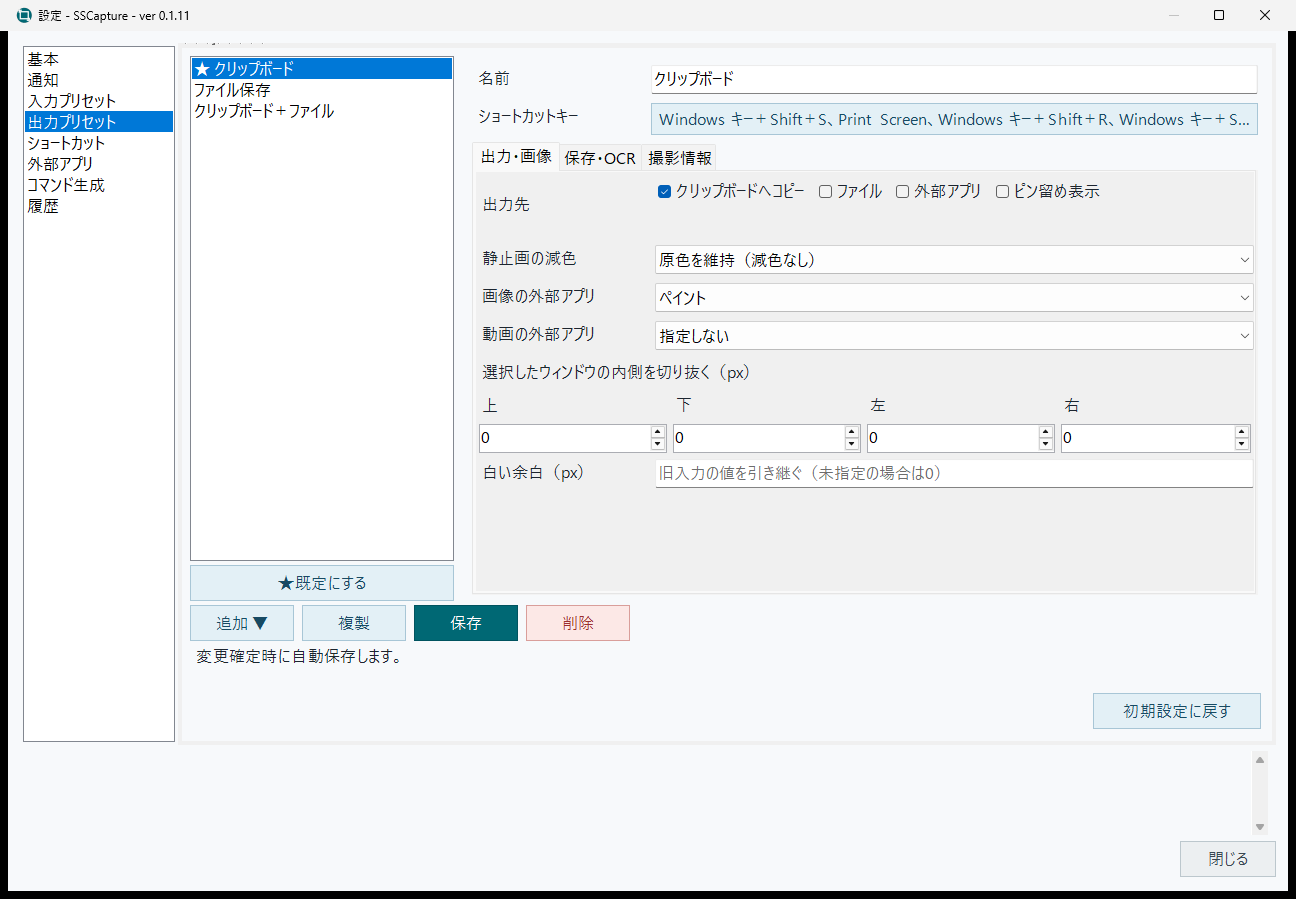 設定 - SSCapture - ver 0.1.11
基本
通知
入力プリセット
出力プリセット
ショートカット
外部アプリ
コマンド生成
履歴
★ クリップボード
ファイル保存
クリップボード＋ファイル
★既定にする
追加 ▼
複製
保存
削除
変更確定時に自動保存します。
名前
クリップボード
ショートカットキー
Windows キー＋Shift＋S、Print Screen、Windows キー＋Shift＋R、Windows キー＋S...
出力・画像
保存・OCR
撮影情報
出力先
クリップボードへコピー
ファイル
外部アプリ
ピン留め表示
静止画の減色
原色を維持（減色なし）
画像の外部アプリ
ペイント
動画の外部アプリ
指定しない
選択したウィンドウの内側を切り抜く（px）
上
下
左
右
0
0
0
0
白い余白（px）
旧入力の値を引き継ぐ（未指定の場合は0）
初期設定に戻す
閉じる